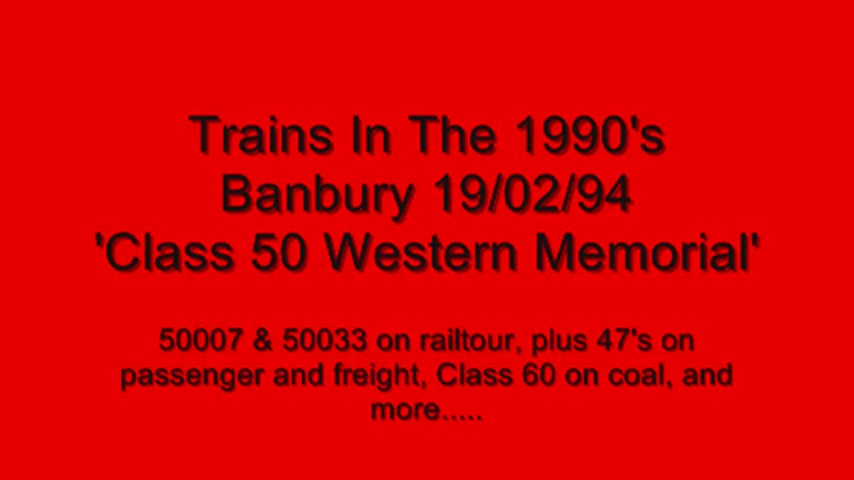 Trains In The 1990's
Banbury 19/02/94
'Class 50 Western Memorial'
50007 & 50033 on railtour, plus 47's on
passenger and freight, Class 60 on coal, and
more.....